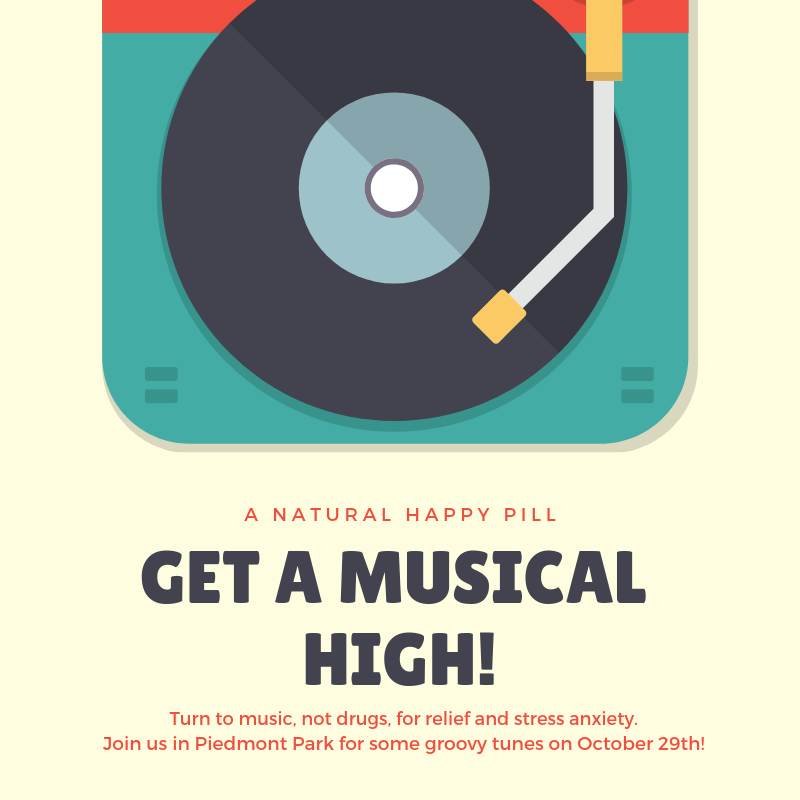 A NATURAL HAPPY PILL
GET A MUSICAL
HIGH!
Turn to music, not drugs, for relief and stress anxiety.
Join us in Piedmont Park for some groovy tunes on October 29th!